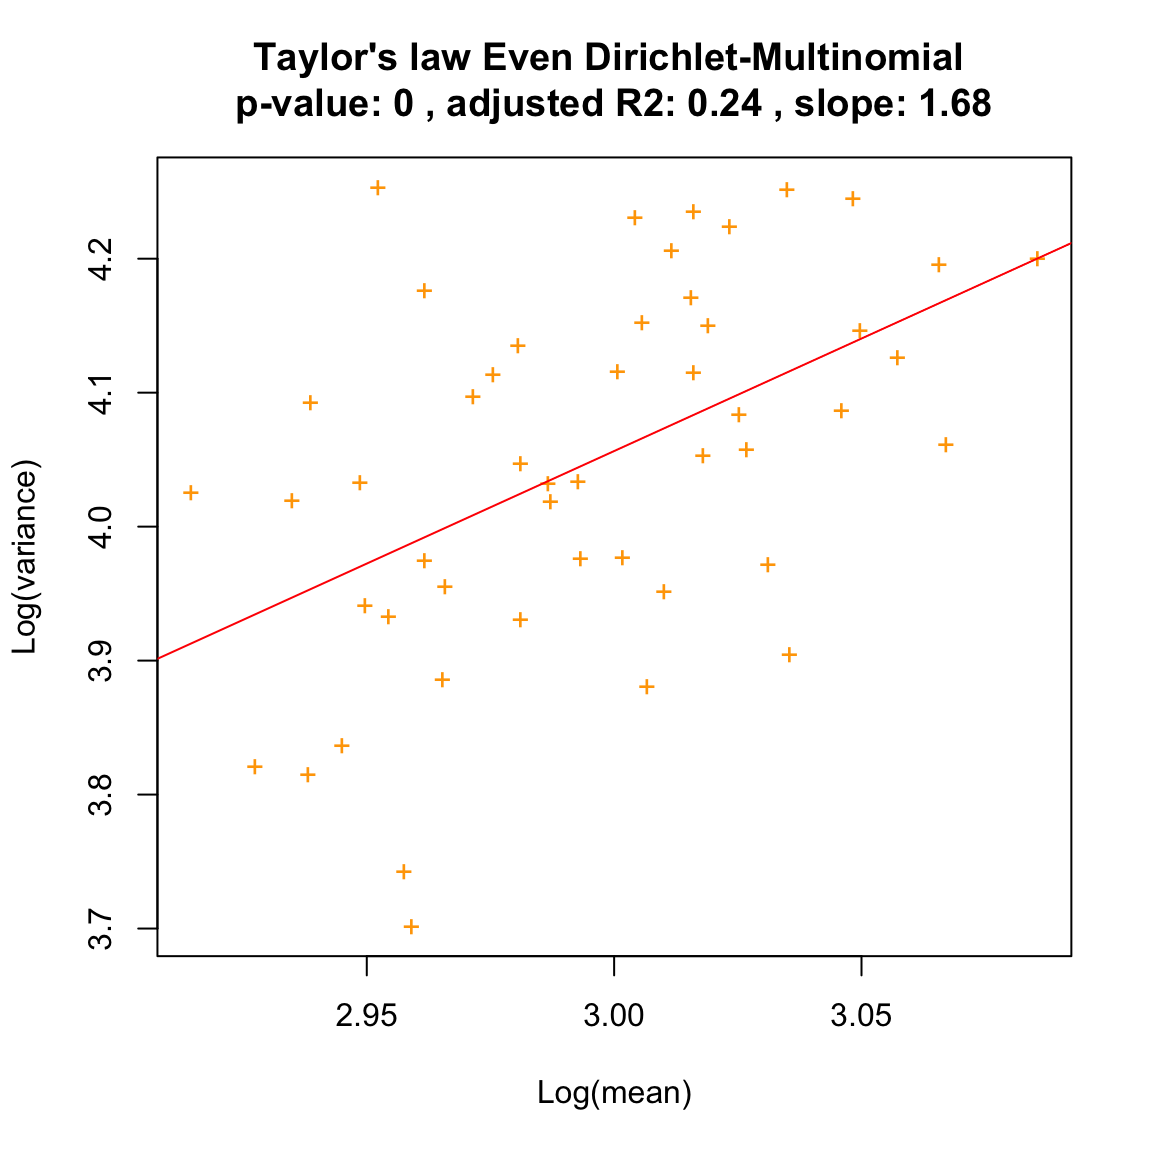 Taylor's law Even Dirichlet-Multinomial
p-value: 0 , adjusted R2: 0.24 , slope: 1.68
4.2
4.1
4.0
3.9
3.8
3.7
Log(variance)
2.95 3.00 3.05
Log(mean)